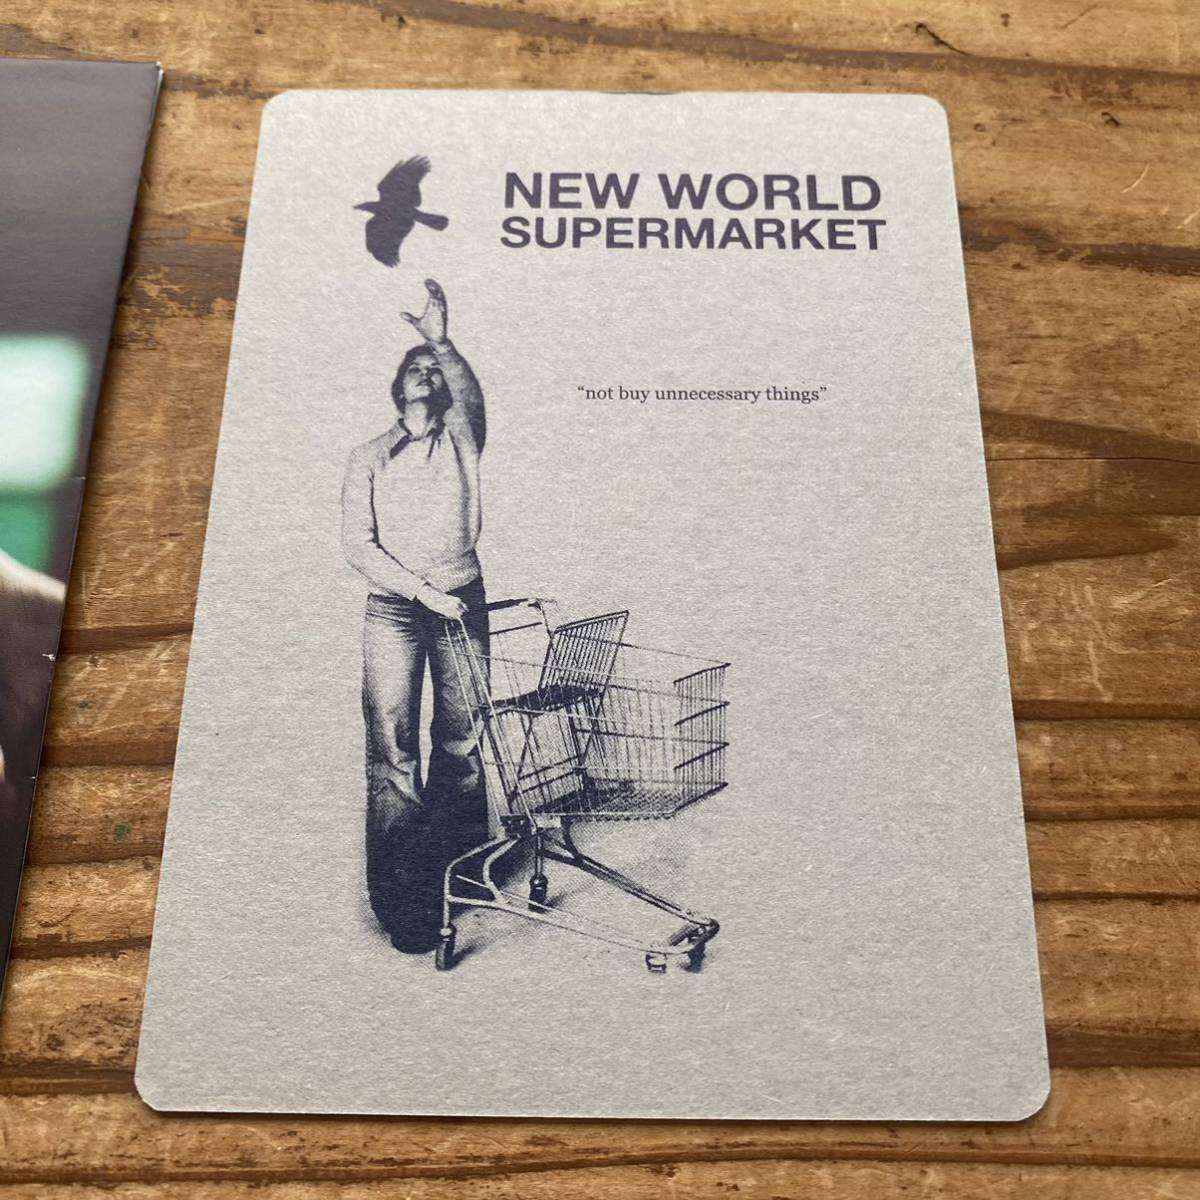 NEW WORLD
SUPERMARKET
“not buy unnecessary things”